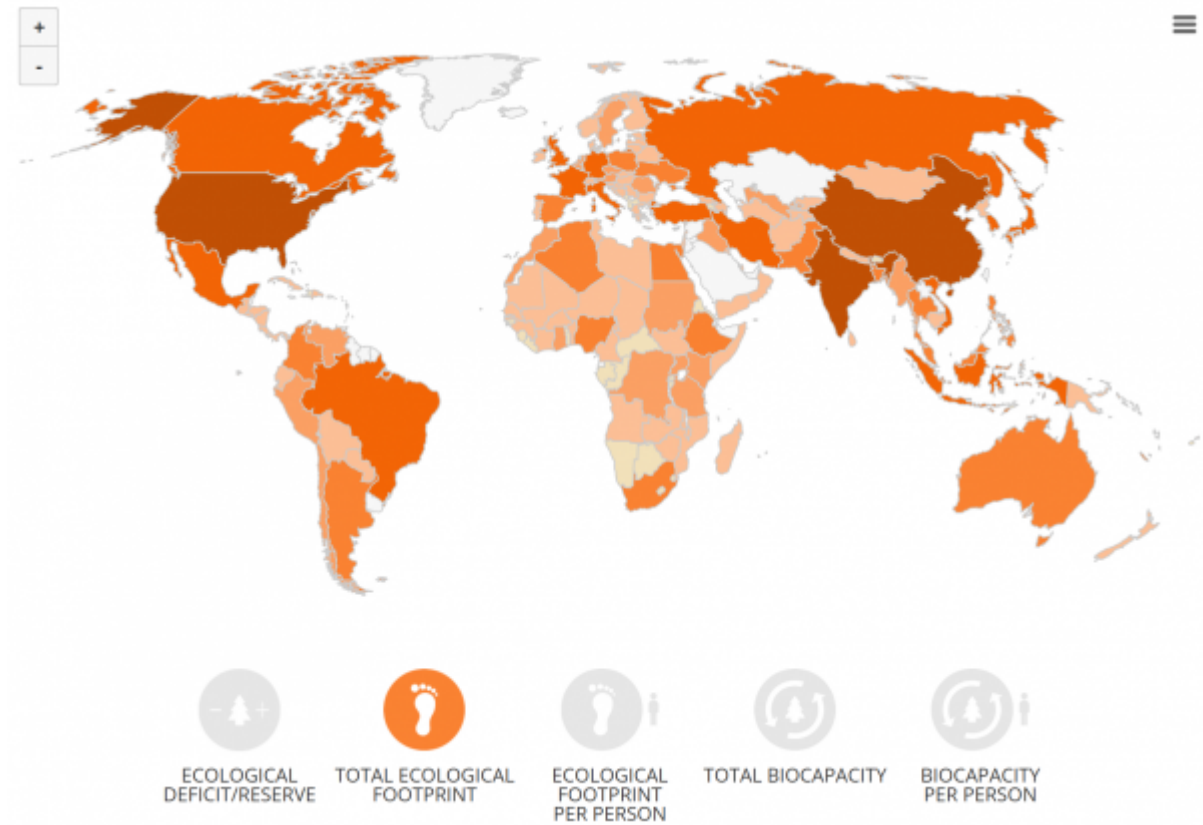 +
-
ECOLOGICAL
DEFICIT/RESERVE
TOTAL ECOLOGICAL
FOOTPRINT
ECOLOGICAL
FOOTPRINT
PER PERSON
TOTAL BIOCAPACITY
BIOCAPACITY
PER PERSON